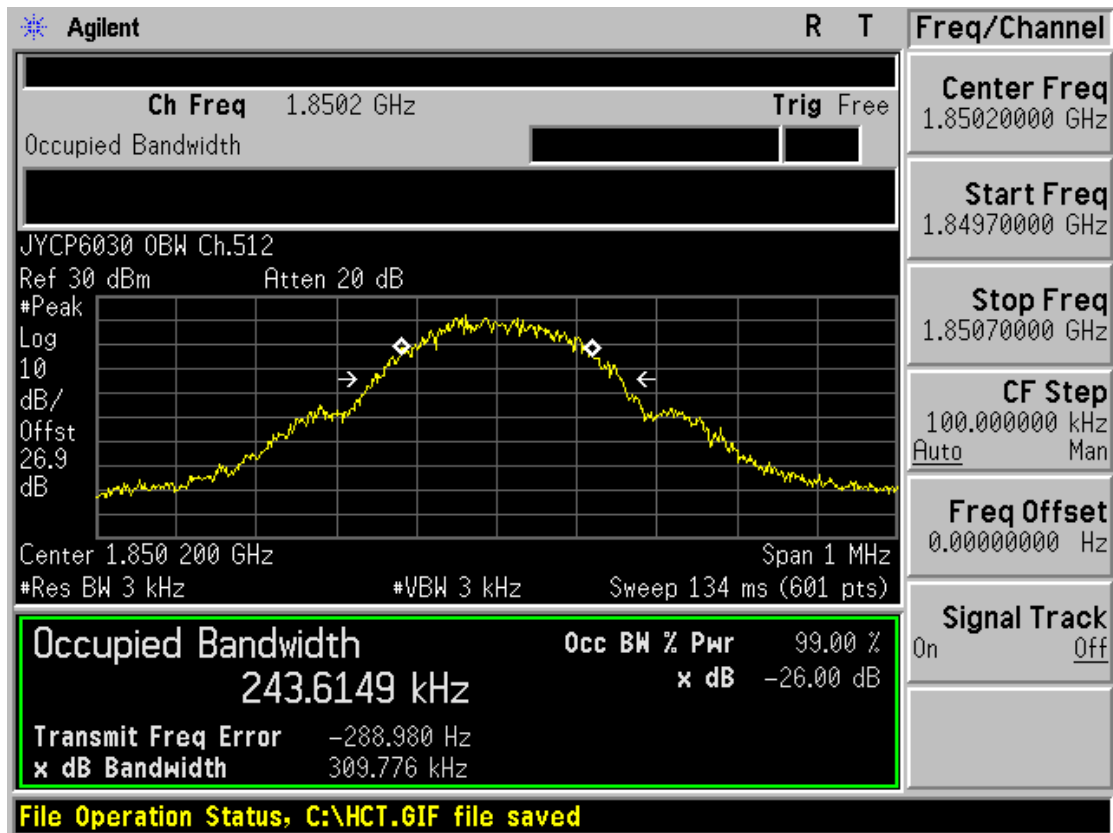 Agilent R T
Ch Freq 1.8502 GHz Trig Free
Occupied Bandwidth
JYCP6030 OBW Ch.512
Ref 30 dBm Atten 20 dB
#Peak
Log
10
dB/
Offst
26.9
dB
Center 1.850 200 GHz Span 1 MHz
#Res BW 3 kHz #VBW 3 kHz Sweep 134 ms (601 pts)
Occupied Bandwidth Occ BW % Pwr 99.00 %
243.6149 kHz x dB -26.00 dB
Transmit Freq Error -288.980 Hz
x dB Bandwidth 309.776 kHz
File Operation Status, C:\HCT.GIF file saved
Freq/Channel
Center Freq
1.85020000 GHz
Start Freq
1.84970000 GHz
Stop Freq
1.85070000 GHz
CF Step
100.000000 kHz
Auto Man
Freq Offset
0.00000000 Hz
Signal Track
On Off